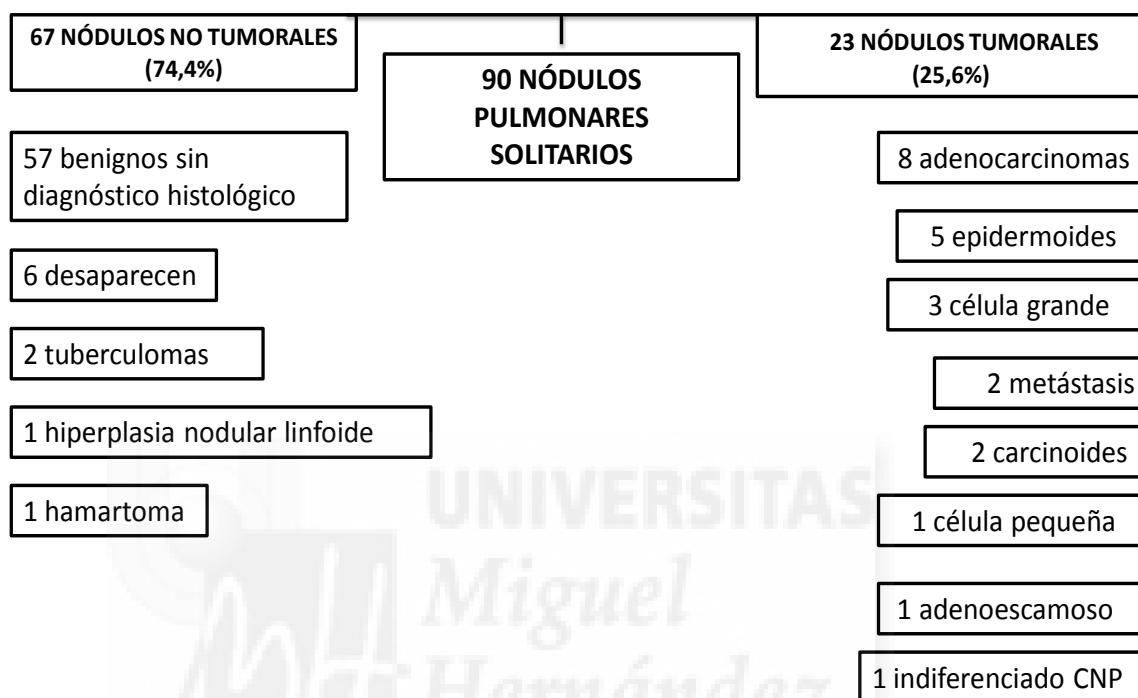 67 NÓDULOS NO TUMORALES
(74,4%)
90 NÓDULOS
PULMONARES
SOLITARIOS
23 NÓDULOS TUMORALES
(25,6%)
57 benignos sin
diagnóstico histológico
6 desaparecen
2 tuberculomas
1 hiperplasia nodular linfoide
1 hamartoma
8 adenocarcinomas
5 epidermoides
3 célula grande
2 metástasis
2 carcinoides
1 célula pequeña
1 adenoescamoso
1 indiferenciado CNP
UNIVERSITAS
Miguel
Hernández